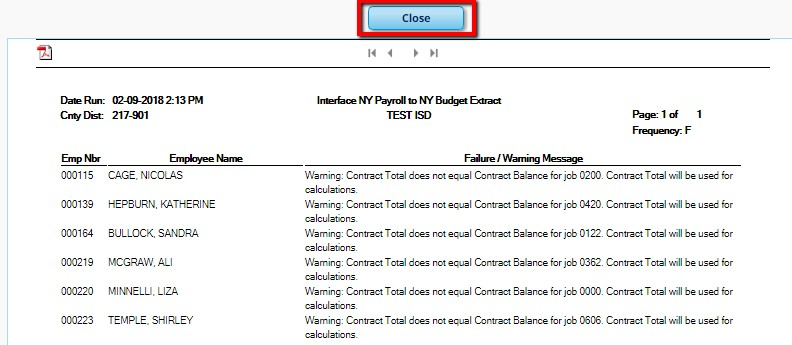 Close
Date Run: 02-09-2018 2:13 PM Interface NY Payroll to NY Budget Extract
Cnty Dist: 217-901 TEST ISD Page: 1 of 1
Frequency: F
Emp Nbr Employee Name Failure / Warning Message
000115 CAGE, NICOLAS Warning: Contract Total does not equal Contract Balance for job 0200. Contract Total will be used for
calculations.
000139 HEPBURN, KATHERINE Warning: Contract Total does not equal Contract Balance for job 0420. Contract Total will be used for
calculations.
000164 BULLOCK, SANDRA Warning: Contract Total does not equal Contract Balance for job 0122. Contract Total will be used for
calculations.
000219 MCGRAW, ALI Warning: Contract Total does not equal Contract Balance for job 0362. Contract Total will be used for
calculations.
000220 MINNELLI, LIZA Warning: Contract Total does not equal Contract Balance for job 0000. Contract Total will be used for
calculations.
000223 TEMPLE, SHIRLEY Warning: Contract Total does not equal Contract Balance for job 0606. Contract Total will be used for
calculations.